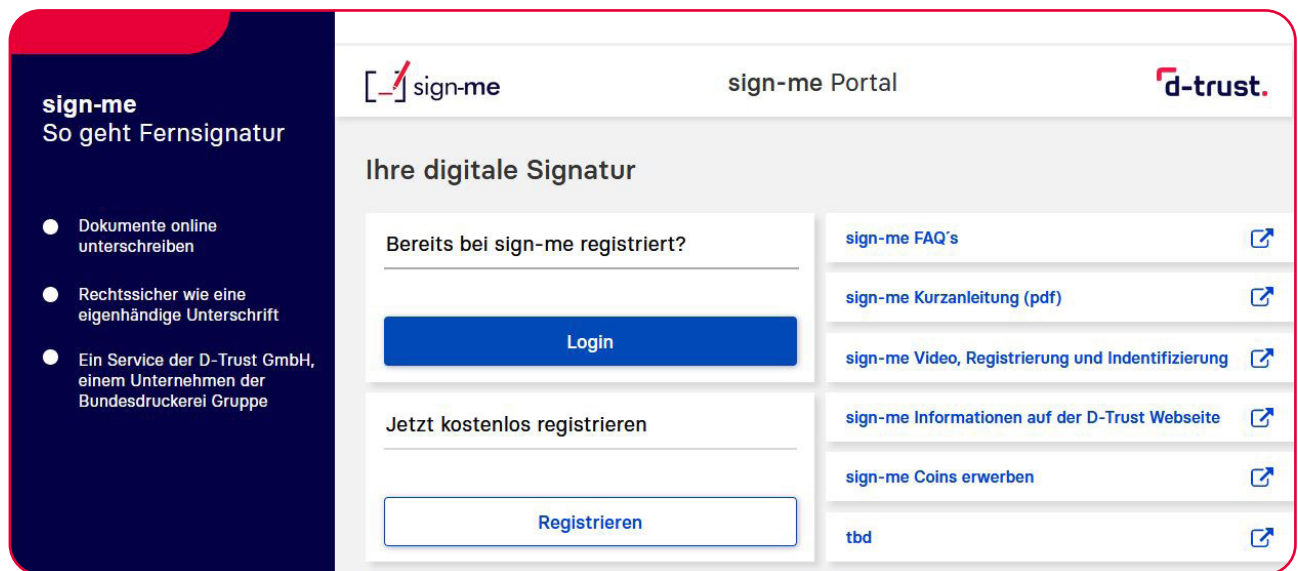 sign-me
So geht Fernsignatur
Dokumente online
unterschreiben
Rechtssicher wie eine
eigenhändige Unterschrift
Ein Service der D-Trust GmbH,
einem Unternehmen der
Bundesdruckerei Gruppe
sign-me
sign-me Portal
d-trust.
Ihre digitale Signatur
Bereits bei sign-me registriert?
Login
Jetzt kostenlos registrieren
Registrieren
sign-me FAQ´s
sign-me Kurzanleitung (pdf)
sign-me Video, Registrierung und Indentifizierung
sign-me Informationen auf der D-Trust Webseite
sign-me Coins erwerben
tbd